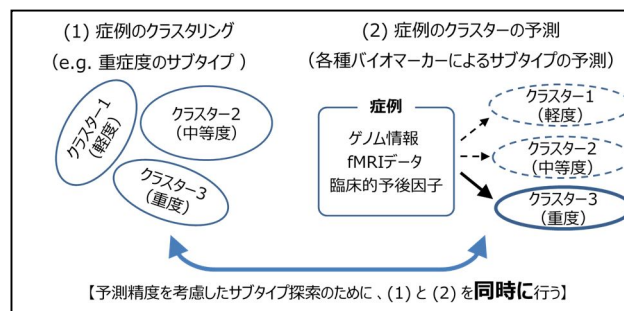 (1) 症例のクラスタリング
(e.g. 重症度のサブタイプ )
クラスター1
(軽度)
クラスター2
(中等度)
クラスター3
(重度)
(2) 症例のクラスターの予測
(各種バイオマーカーによるサブタイプの予測)
症例
ゲノム情報
fMRIデータ
臨床的予後因子
クラスター1
(軽度)
クラスター2
(中等度)
クラスター3
(重度)
【予測精度を考慮したサブタイプ探索のために、(1) と (2) を同時に行う】